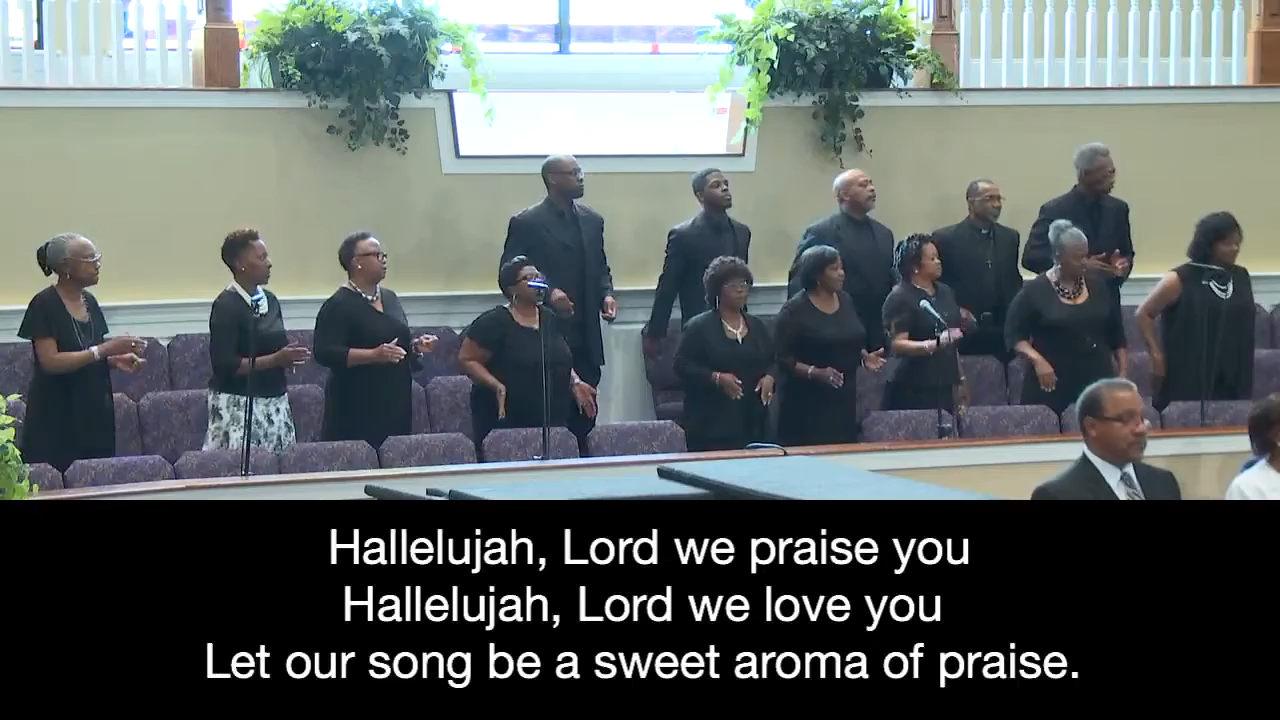 Hallelujah, Lord we praise you
Hallelujah, Lord we love you
Let our song be a sweet aroma of praise.